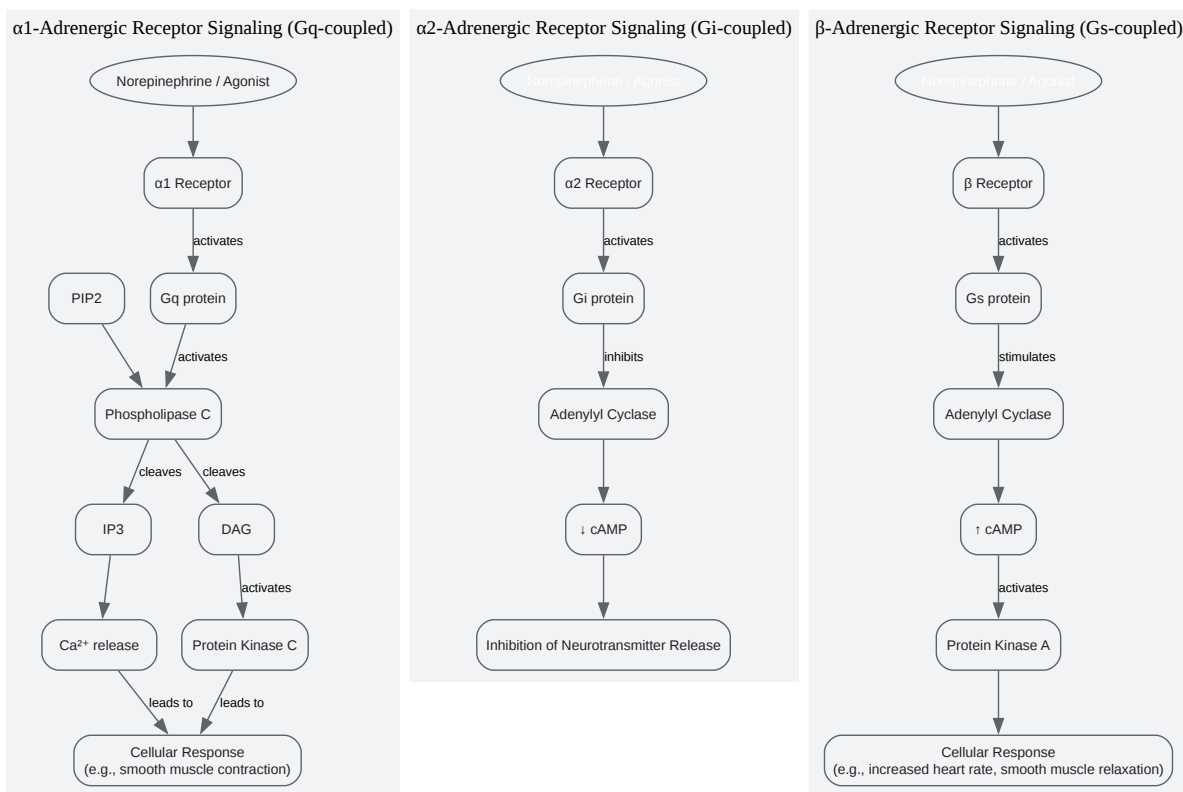 α1-Adrenergic Receptor Signaling (Gq-coupled)
Norepinephrine / Agonist
α1 Receptor
activates
PIP2
Gq protein
activates
Phospholipase C
cleaves
cleaves
IP3
DAG
activates
Ca²⁺ release
Protein Kinase C
leads to
leads to
Cellular Response
(e.g., smooth muscle contraction)
α2-Adrenergic Receptor Signaling (Gi-coupled)
Norepinephrine / Agonist
α2 Receptor
activates
Gi protein
inhibits
Adenylyl Cyclase
↓ cAMP
Inhibition of Neurotransmitter Release
β-Adrenergic Receptor Signaling (Gs-coupled)
Norepinephrine / Agonist
β Receptor
activates
Gs protein
stimulates
Adenylyl Cyclase
↑ cAMP
activates
Protein Kinase A
Cellular Response
(e.g., increased heart rate, smooth muscle relaxation)